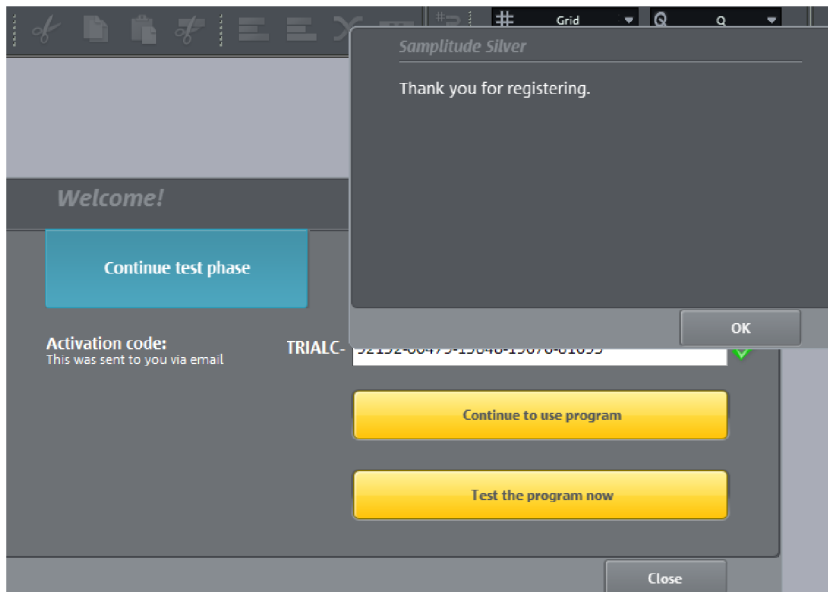 Grid
Q
Q
Samplitude Silver
Thank you for registering.
OK
Welcome!
Continue test phase
Activation code:
This was sent to you via email
TRIALC-
Continue to use program
Test the program now
Close